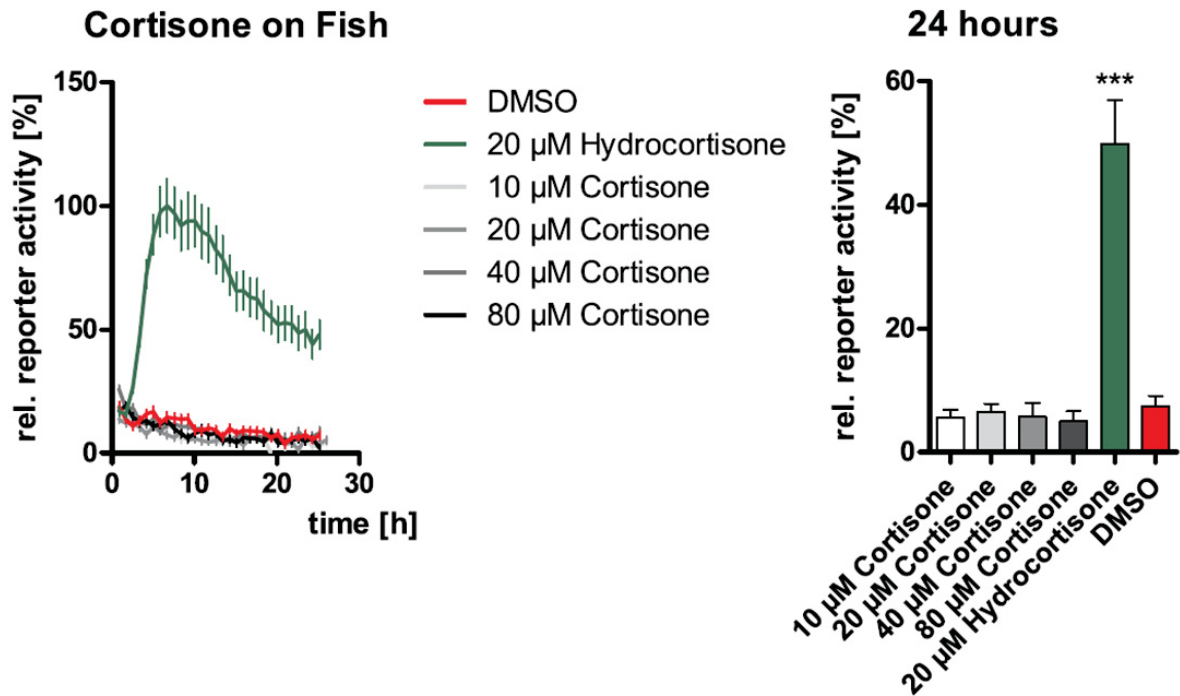 Cortisone on Fish
rel. reporter activity [%]
150
100
50
0
0 10 20 30
time [h]
DMSO
20 µM Hydrocortisone
10 µM Cortisone
20 µM Cortisone
40 µM Cortisone
80 µM Cortisone
24 hours
rel. reporter activity [%]
60
40
20
0
***
10 µM Cortisone
20 µM Cortisone
40 µM Cortisone
80 µM Cortisone
20 µM Hydrocortisone
DMSO